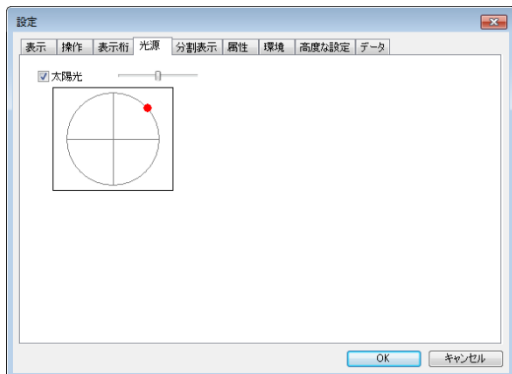 設定
表示 操作 表示桁 光源 分割表示 属性 環境 高度な設定 データ
太陽光
OK キャンセル